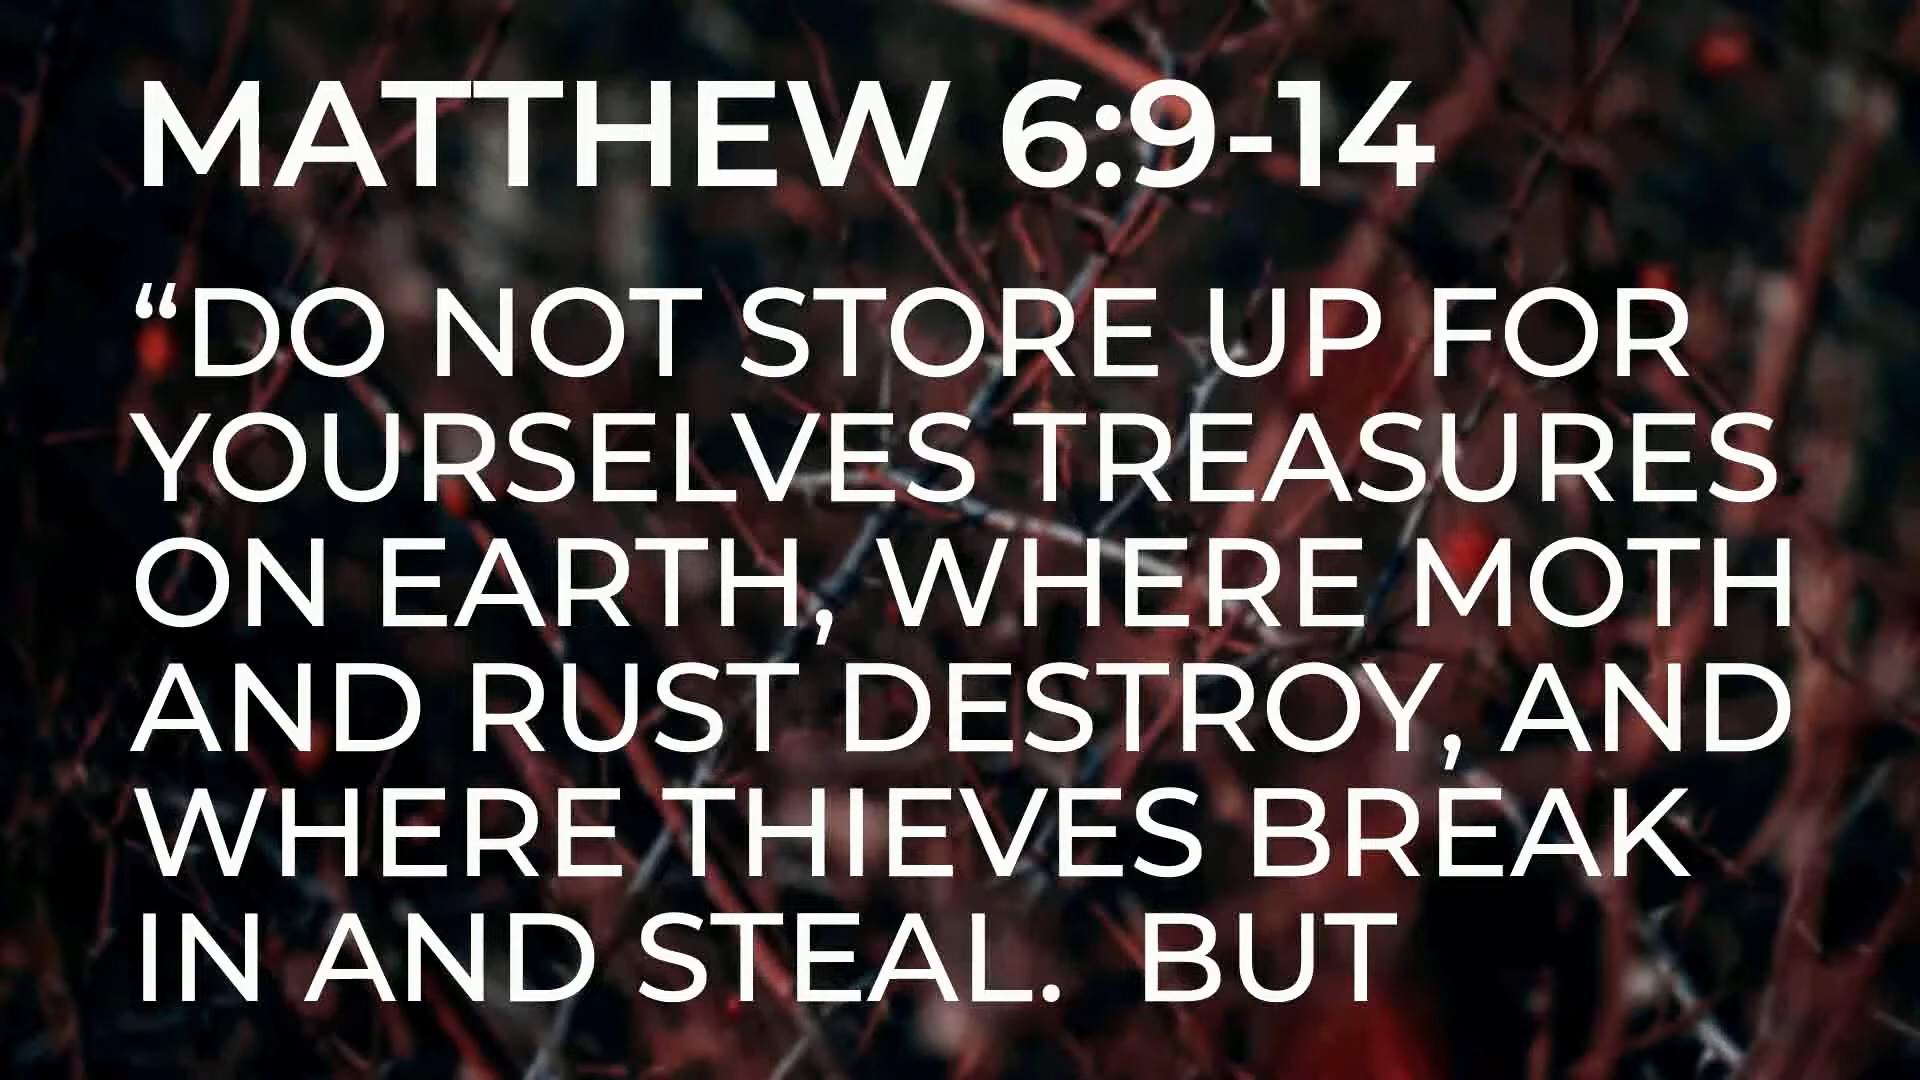 MATTHEW 6:9-14
“DO NOT STORE UP FOR
YOURSELVES TREASURES
ON EARTH, WHERE MOTH
AND RUST DESTROY, AND
WHERE THIEVES BREAK
IN AND STEAL.  BUT